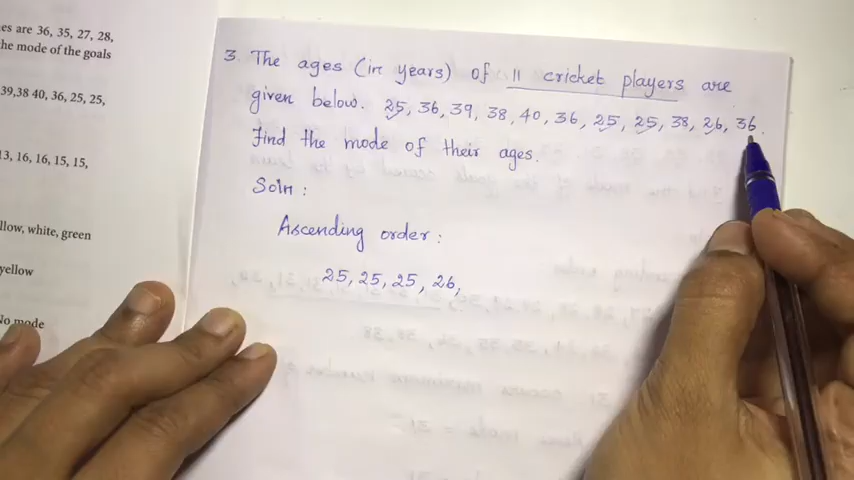 es are 36, 35, 27, 28,
the mode of the goals
39,38 40, 36, 25, 25,
13, 16, 16, 15, 15,
llow, white, green
yellow
No mode
3. The ages (in years) of 11 cricket players are
given below. 25, 36, 39, 38, 40, 36, 25, 25, 38, 26, 36.
Find the mode of their ages.
Soln :
Ascending order :
25, 25, 25, 26,